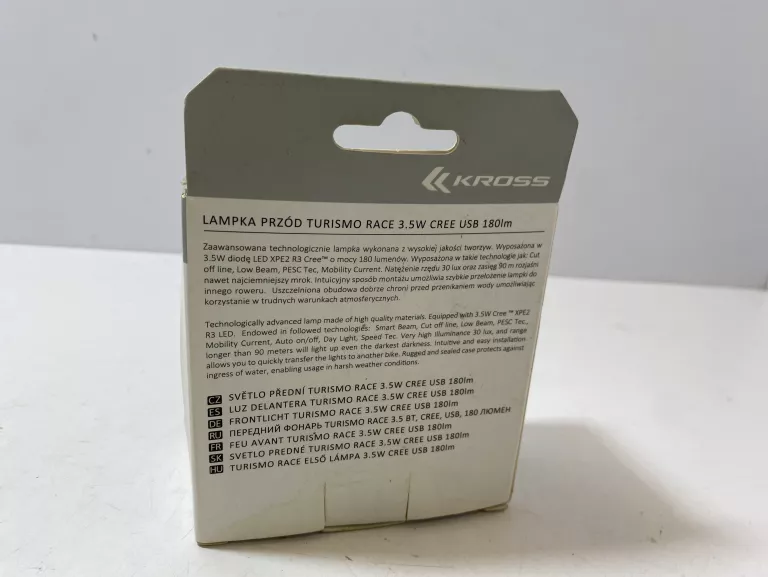 KROSS
LAMPKA PRZÓD TURISMO RACE 3.5W CREE USB 180lm
Zaawansowana technologicznie lampka wykonana z wysokiej jakości tworzyw. Wyposażona w
3.5W diodę LED XPE2 R3 Cree™ o mocy 180 lumenów. Wyposażona w takie technologie jak: Cut
off line, Low Beam, PESC Tec, Mobility Current. Natężenie rzędu 30 lux oraz zasięg 90 m rozjaśni
nawet najciemniejszy mrok. Intuicyjny sposób montażu umożliwia szybkie przełożenie lampki do
innego roweru. Uszczelniona obudowa dobrze chroni przed przenikaniem wody umożliwiając
korzystanie w trudnych warunkach atmosferycznych.
Technologically advanced lamp made of high quality materials. Equipped with 3.5W Cree ™ XPE2
R3 LED. Endowed in followed technologies: Smart Beam, Cut off line, Low Beam, PESC Tec.,
Mobility Current, Auto on/off, Day Light, Speed Tec. Very high illuminance 30 lux, and range
longer than 90 meters will light up even the darkest darkness. Intuitive and easy installation
allows you to quickly transfer the lights to another bike. Rugged and sealed case protects against
ingress of water, enabling usage in harsh weather conditions.
CZ SVĚTLO PŘEDNÍ TURISMO RACE 3.5W CREE USB 180lm
ES LUZ DELANTERA TURISMO RACE 3.5W CREE USB 180lm
DE FRONTLICHT TURISMO RACE 3.5W CREE USB 180lm
RU ПЕРЕДНИЙ ФОНАРЬ TURISMO RACE 3.5 ВТ, CREE, USB, 180 ЛЮМЕН
FR FEU AVANT TURISMO RACE 3.5W CREE USB 180lm
SK SVETLO PREDNÉ TURISMO RACE 3.5W CREE USB 180lm
HU TURISMO RACE ELSŐ LÁMPA 3.5W CREE USB 180lm